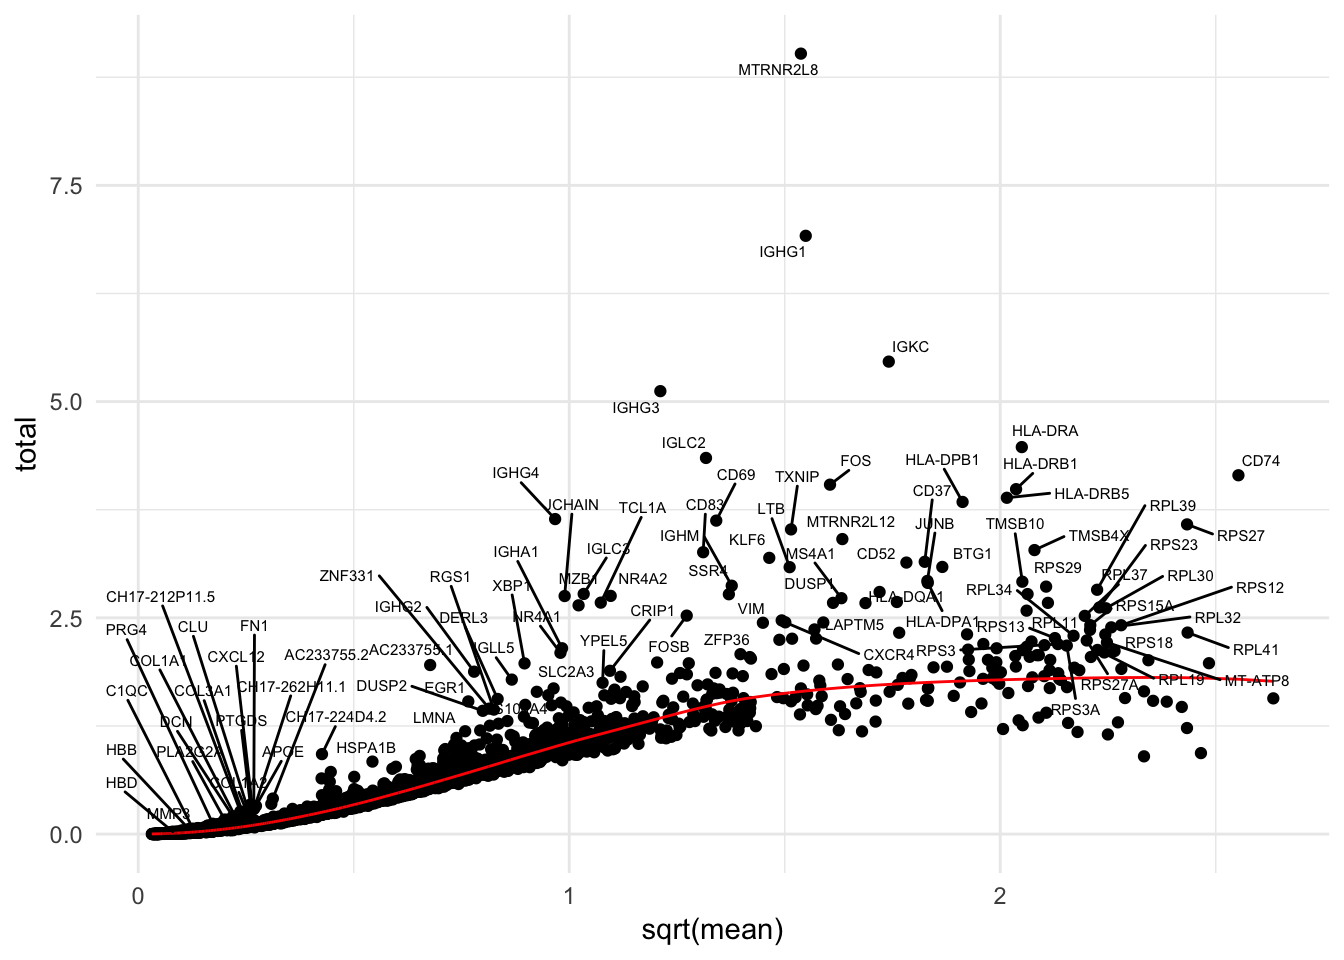 MTRNR2L8
7.5
IGHG1
IGKC
5.0
IGHG3
HLA-DRA
IGLC2
HLA-DPB1
HLA-DRB1
CD74
FOS
IGHG4
CD69
TXNIP
CD37
HLA-DRB5
JCHAIN
TCL1A
CD83
LTB
MTRNR2L12
JUNB
TMSB10
RPL39
IGHM
KLF6
TMSB4X
RPS27
IGHA1
IGLC3
MS4A1
CD52
BTG1
RPS23
ZNF331
RGS1
XBP1
MZB1
NR4A2
SSR4
DUSP1
RPS29
RPL37
RPL30
CH17-212P11.5
IGHG2
DERL3
NR4A1
CRIP1
VIM
HLA-DQA1
RPL34
RPS15A
RPS12
2.5
PRG4
CLU
FN1
LAPTM5
HLA-DPA1
RPS13
RPL11
RPL32
COL1A1
CXCL12
AC233755.2
AC233755.1
IGLL5
YPEL5
FOSB
ZFP36
CXCR4
RPS3
RPS18
RPL41
C1QC
COL3A1
CH17-262H11.1
DUSP2
EGR1
SLC2A3
RPS27A
RPL19
MT-ATP8
DCN
PTGDS
CH17-224D4.2
LMNA
S100A4
RPS3A
HBB
PLA2G2A
APOE
HSPA1B
HBD
COL1A2
MMP3
0.0
0
1
2
sqrt(mean)
total